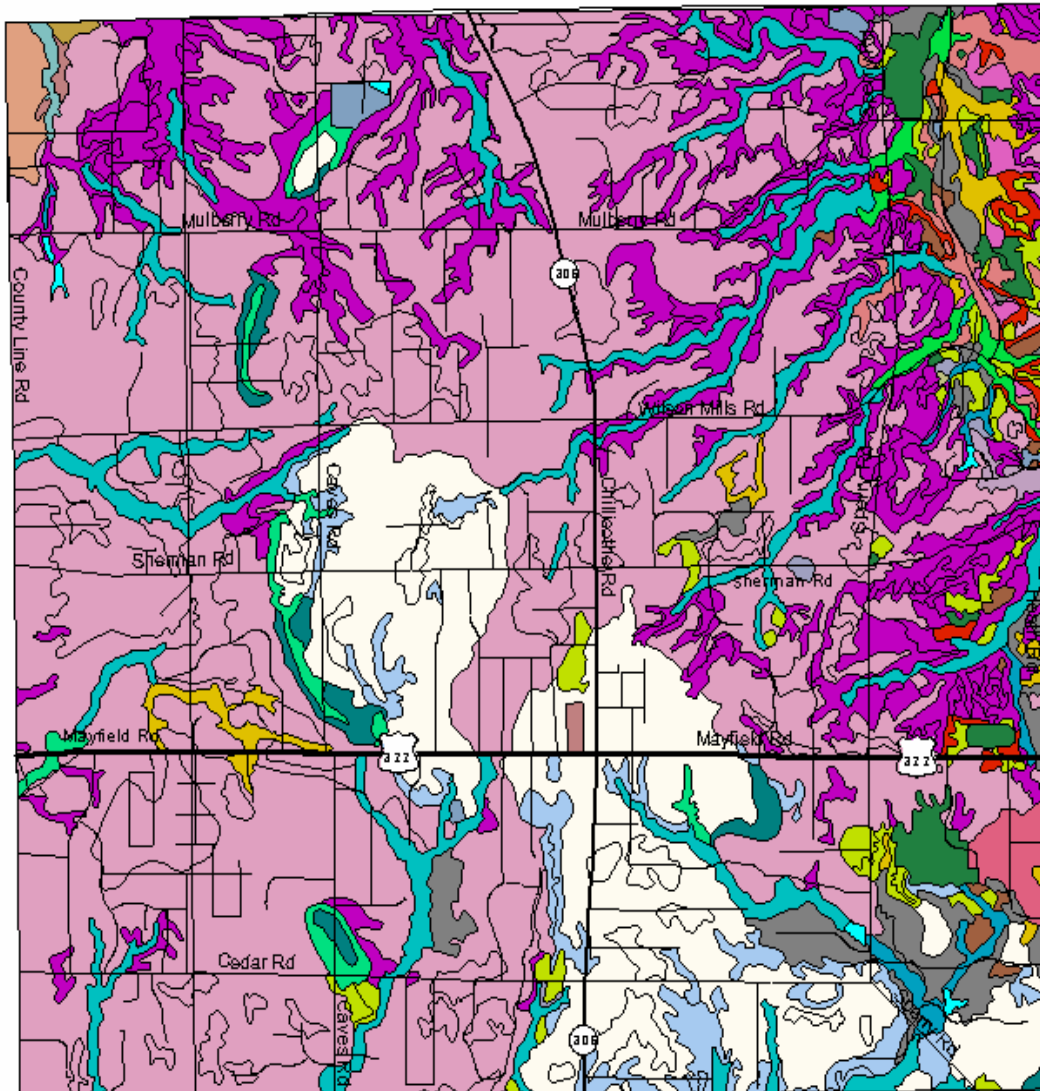 Mulberry Rd
Mulberry Rd
306
County Line Rd
Wilson Mills Rd
Caves Rd
Chillicothe Rd
Sherman Rd
Sherman Rd
Mayfield Rd
Mayfield Rd
322
322
Cedar Rd
Caves Rd
306
Rd